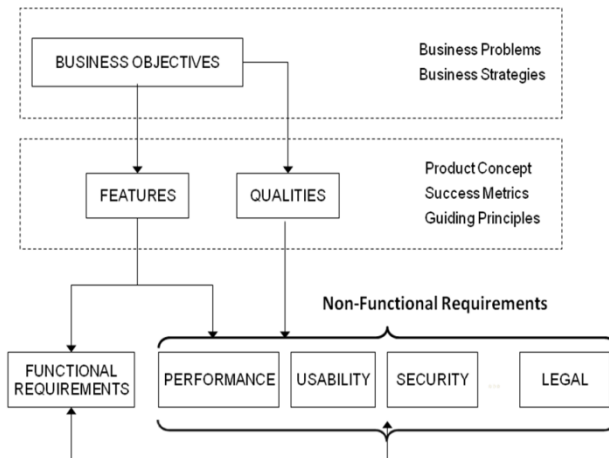 BUSINESS OBJECTIVES
Business Problems
Business Strategies
FEATURES
QUALITIES
Product Concept
Success Metrics
Guiding Principles
Non-Functional Requirements
FUNCTIONAL
REQUIREMENTS
PERFORMANCE
USABILITY
SECURITY
...
LEGAL